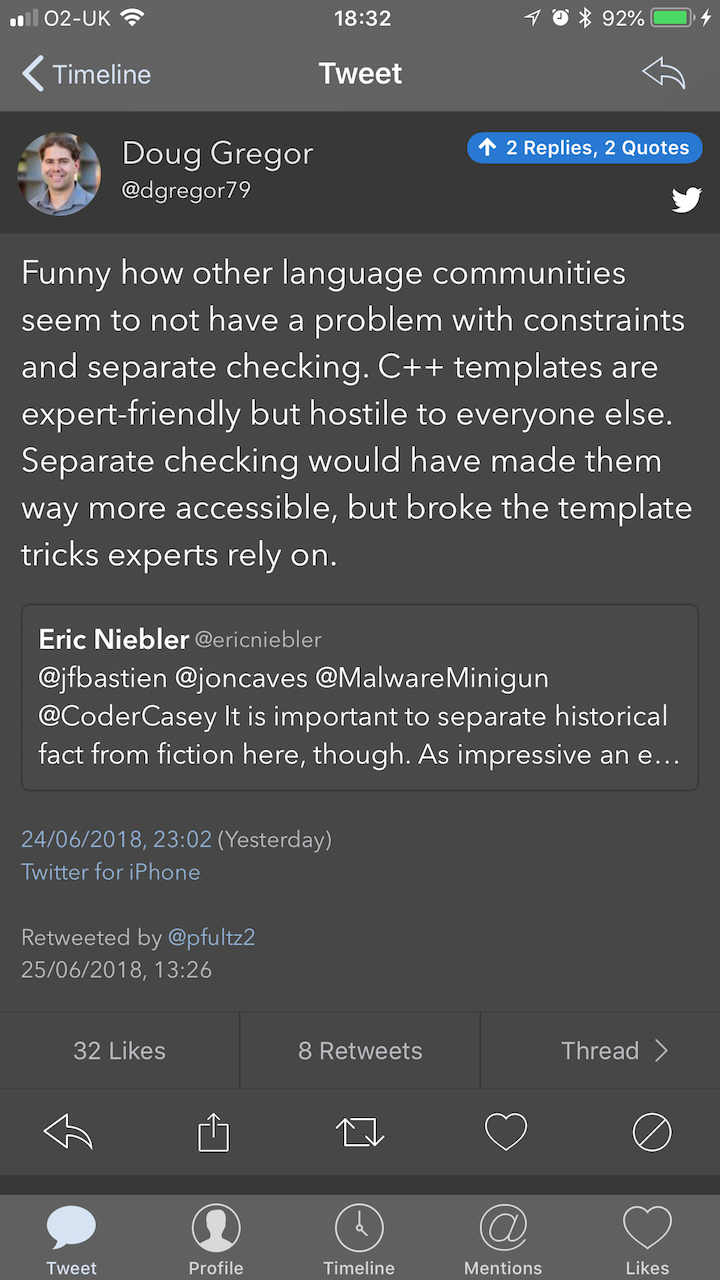 O2-UK 18:32 92%
Timeline Tweet
Doug Gregor
2 Replies, 2 Quotes
@dgregor79
Funny how other language communities
seem to not have a problem with constraints
and separate checking. C++ templates are
expert-friendly but hostile to everyone else.
Separate checking would have made them
way more accessible, but broke the template
tricks experts rely on.
Eric Niebler @ericniebler
@jfbastien @joncaves @MalwareMinigun
@CoderCasey It is important to separate historical
fact from fiction here, though. As impressive an e...
24/06/2018, 23:02 (Yesterday)
Twitter for iPhone
Retweeted by @pfultz2
25/06/2018, 13:26
32 Likes 8 Retweets Thread
Tweet Profile Timeline Mentions Likes